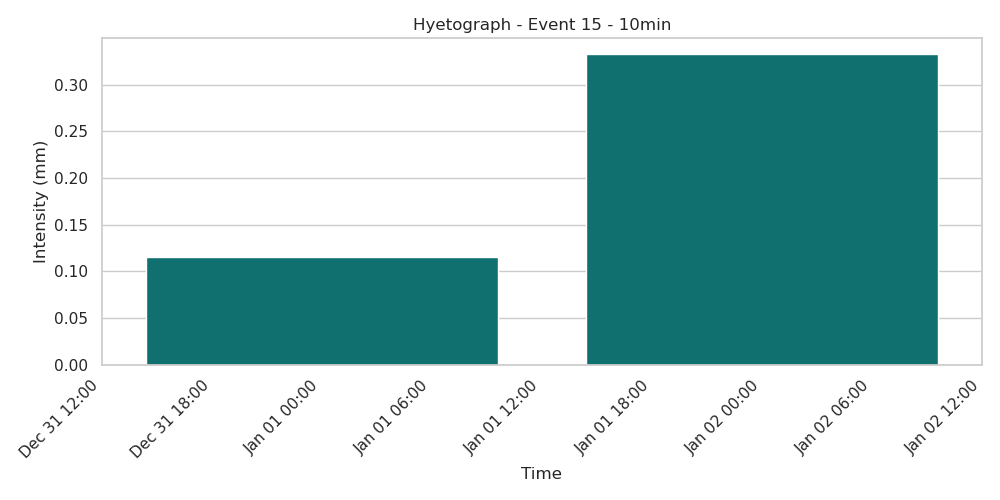 Hyetograph - Event 15 - 10min
Intensity (mm)
0.30
0.25
0.20
0.15
0.10
0.05
0.00
Dec 31 12:00
Dec 31 18:00
Jan 01 00:00
Jan 01 06:00
Jan 01 12:00
Jan 01 18:00
Jan 02 00:00
Jan 02 06:00
Jan 02 12:00
Time